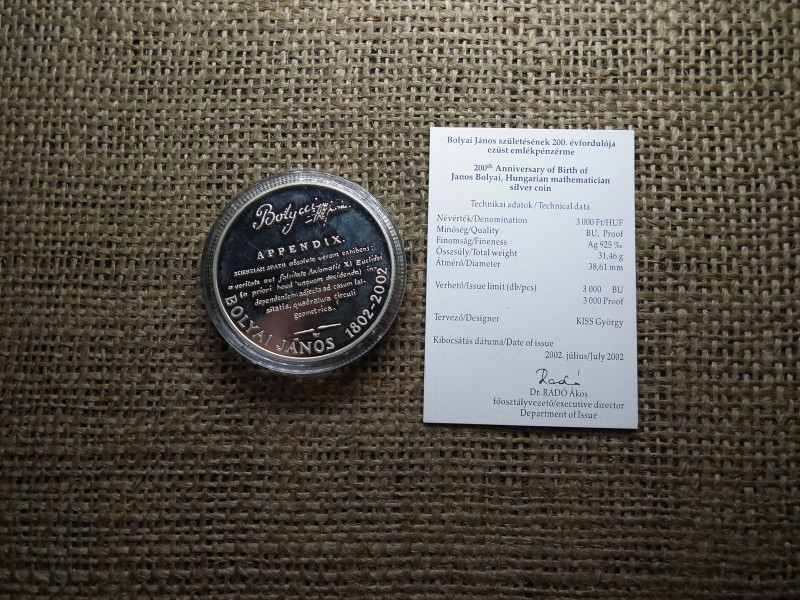 Bolyai
APPENDIX.
SCIENTIAM SPATII absolute veram exhibens:
a veritate aut falsitate Axiomatis XI Euclidei
(a priori haud unquam decidenda) in-
dependentem: adjecta ad casum fal-
sitatis, quadratura circuli
geometrica.
BOLYAI JÁNOS 1802-2002
Bolyai János születésének 200. évfordulója
ezüst emlékpénzérme
200th Anniversary of Birth of
Janos Bolyai, Hungarian mathematician
silver coin
Technikai adatok / Technical data
Névérték/Denomination 3 000 Ft/HUF
Minőség/Quality BU, Proof
Finomság/Fineness Ag 925 ‰
Összsúly/Total weight 31,46 g
Átmérő/Diameter 38,61 mm
Verhető/Issue limit (db/pcs) 3 000 BU
3 000 Proof
Tervező/Designer KISS György
Kibocsátás dátuma/Date of issue
2002. július/July 2002
Radó
Dr. RADÓ Ákos
főosztályvezető/executive director
Department of Issue